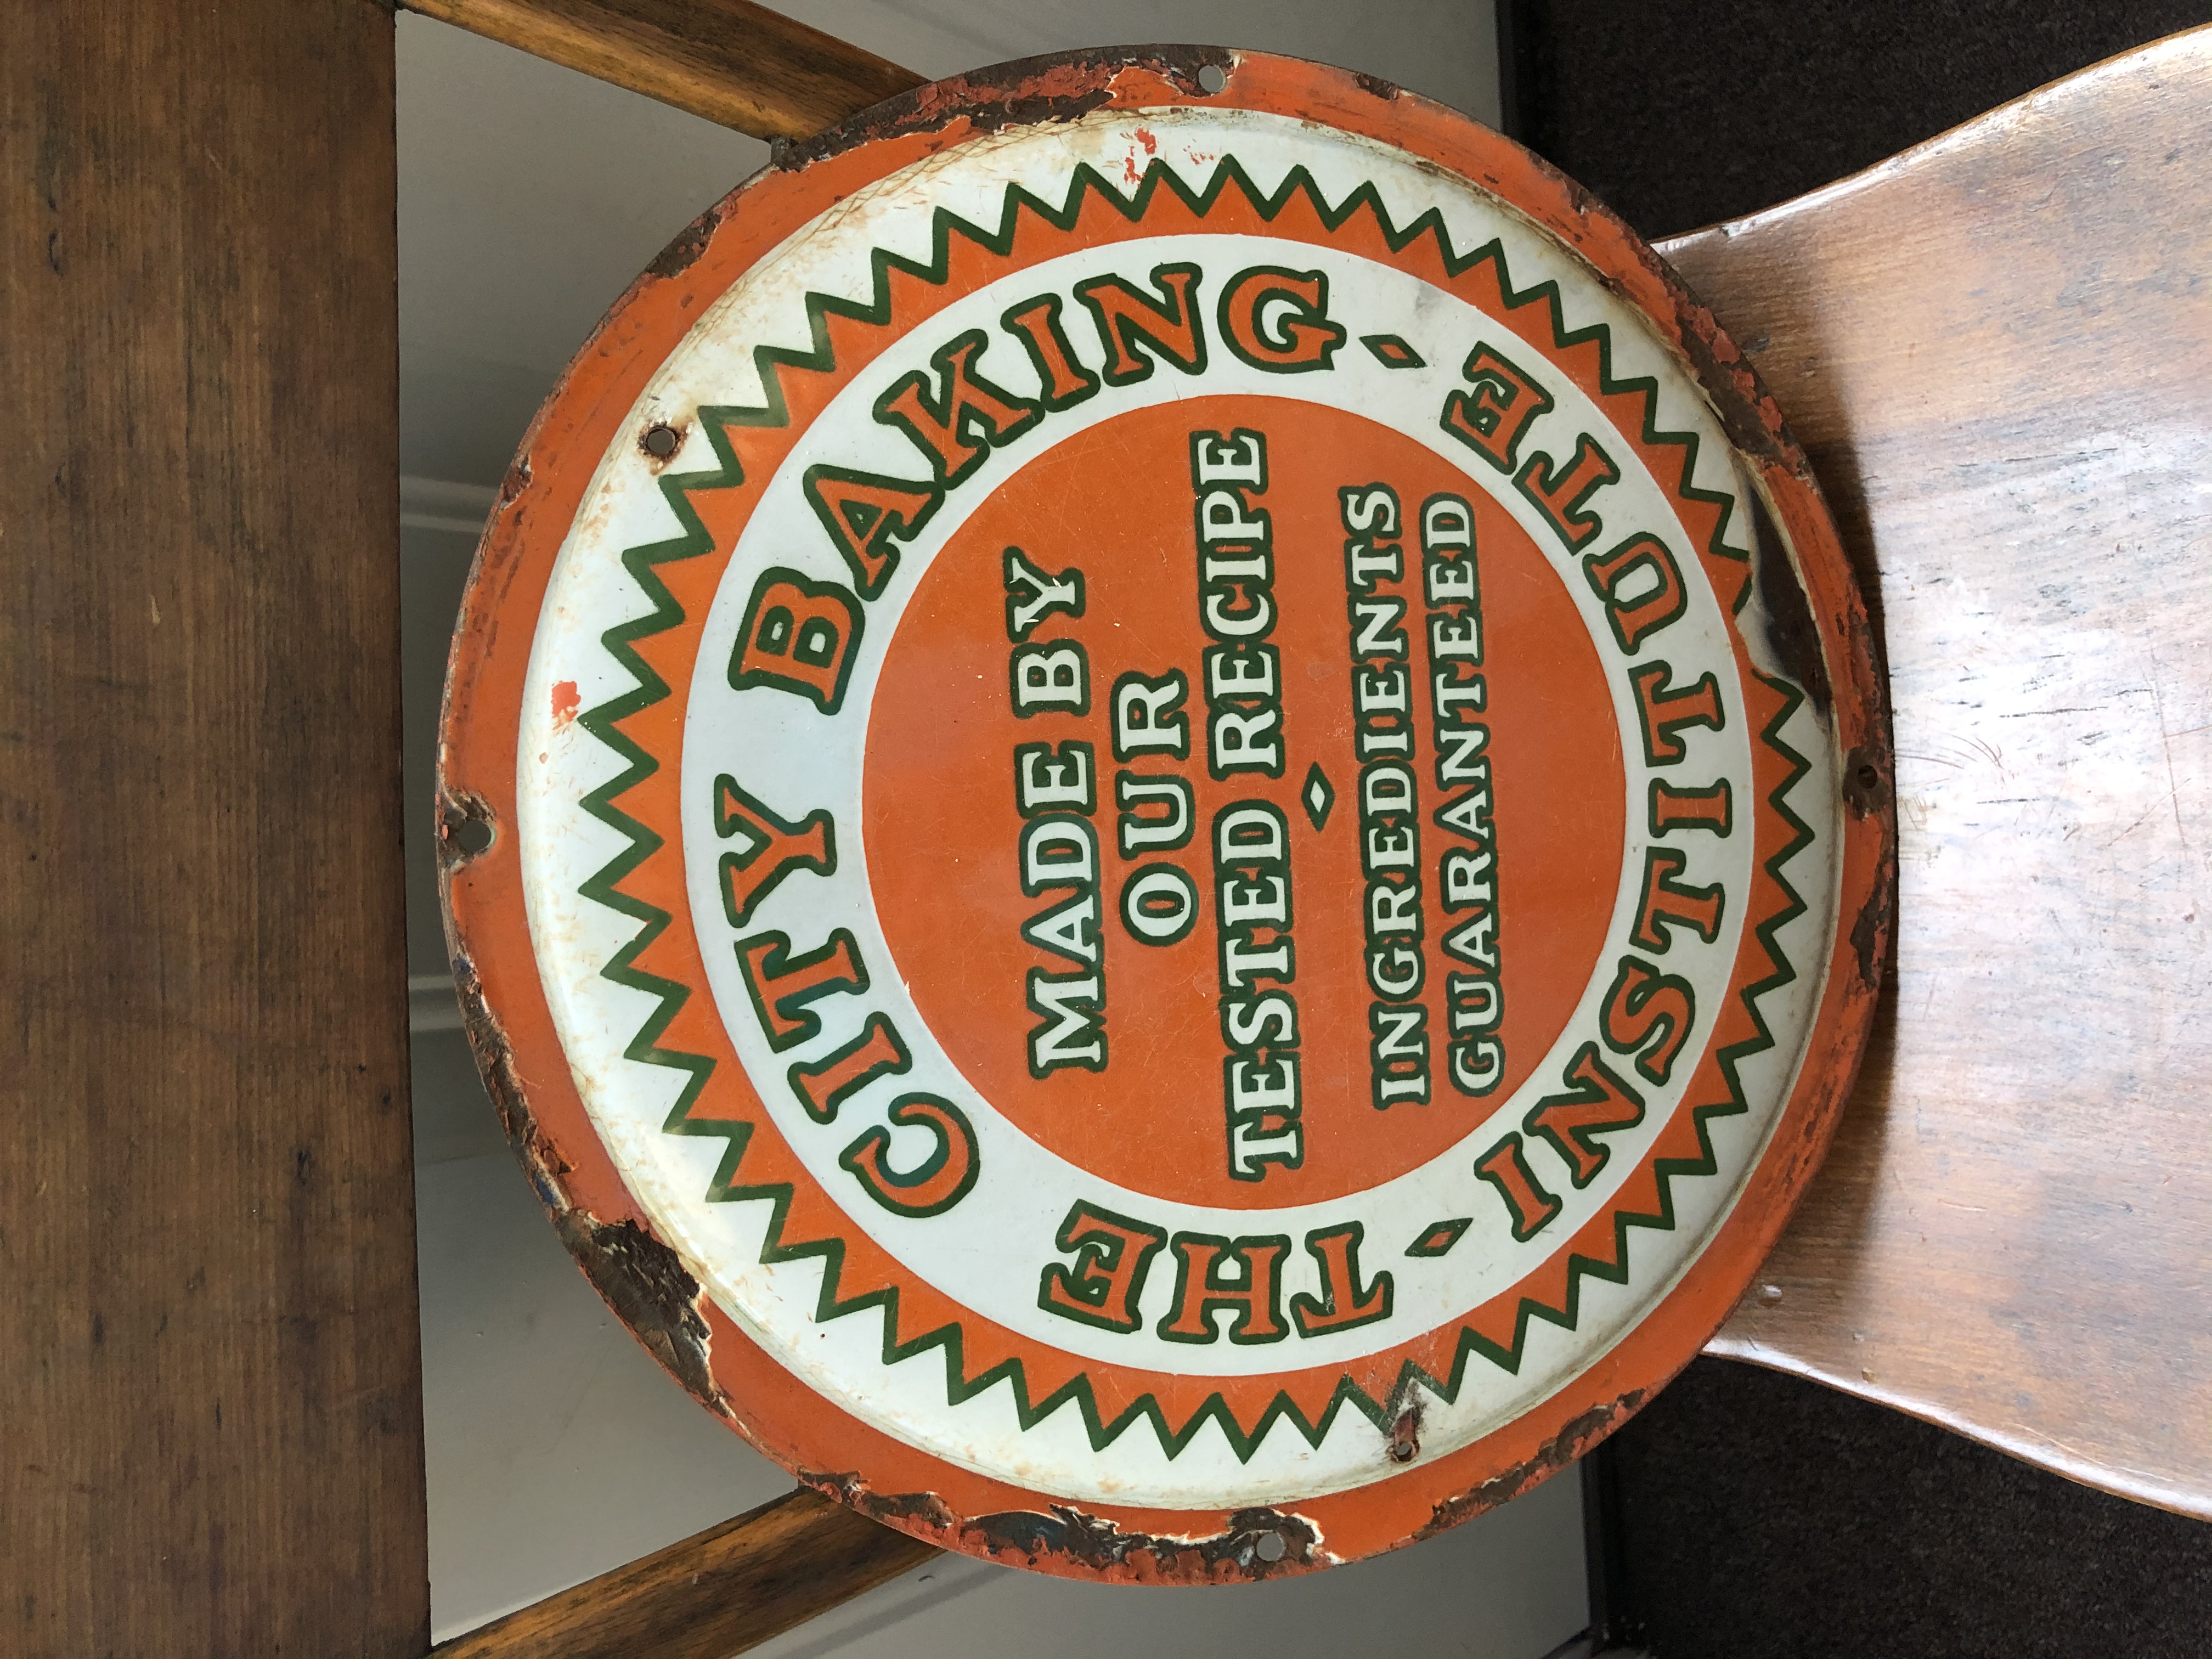 THE CITY BAKING - INSTITUTE -
MADE BY
OUR
TESTED RECIPE
INGREDIENTS
GUARANTEED